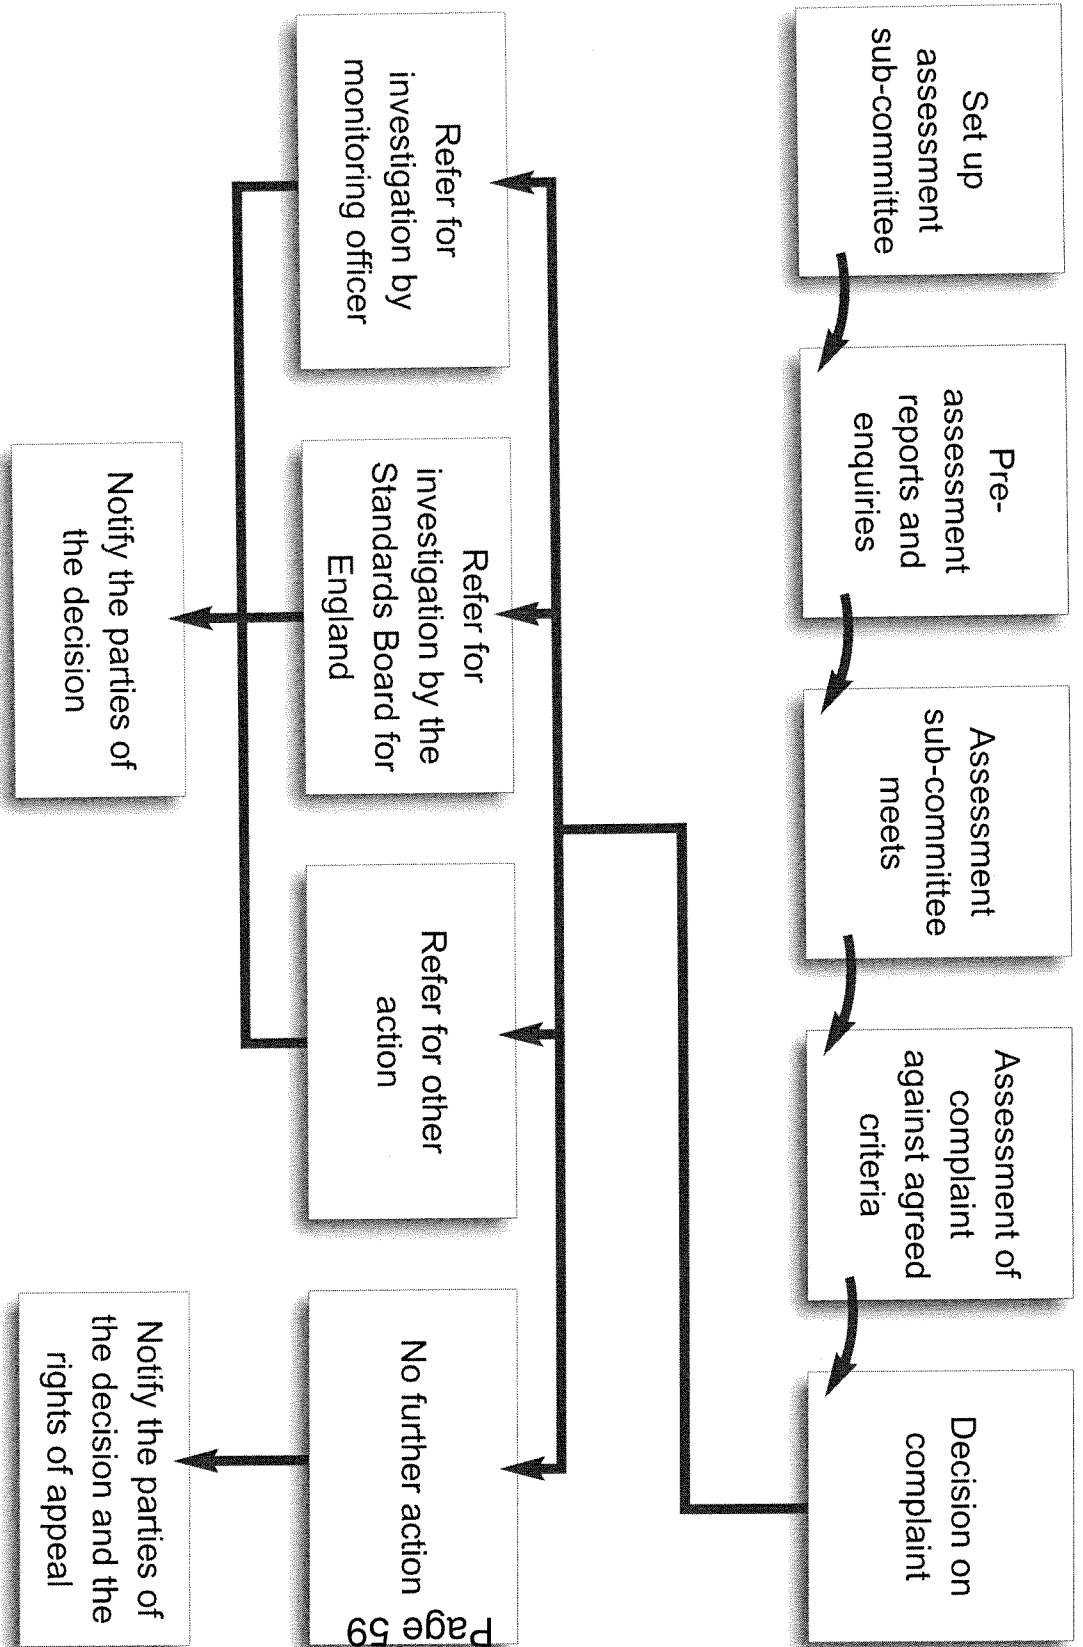 Set up
assessment
sub-committee
Pre-
assessment
reports and
enquiries
Assessment
sub-committee
meets
Assessment of
complaint
against agreed
criteria
Decision on
complaint
Refer for
investigation by
monitoring officer
Refer for
investigation by the
Standards Board for
England
Refer for other
action
No further action
Notify the parties of
the decision
Notify the parties of
the decision and the
rights of appeal
Page 59